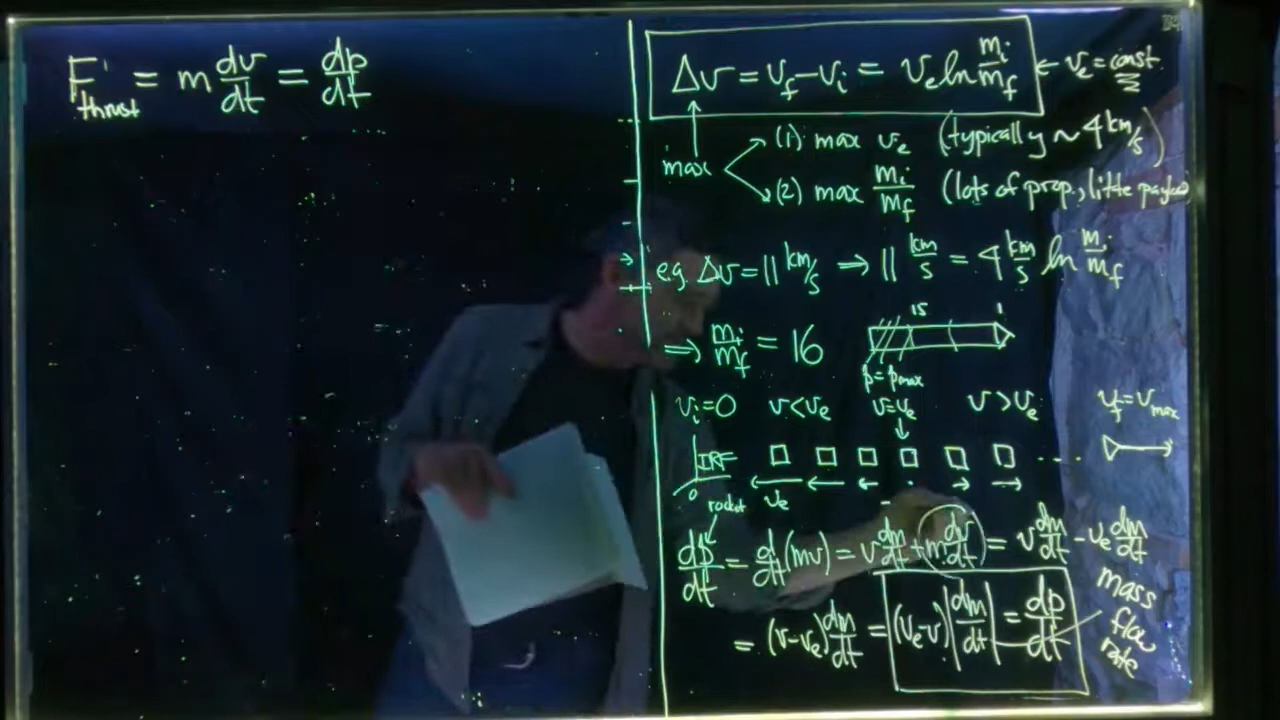 F thrust = m dv/dt = dp/dt
Δv = v_f - v_i = v_e ln m_i/m_f ← v_e = const.
max
(1) max v_e (typically ~ 4 km/s)
(2) max m_i/m_f (lots of prop., little payload)
e.g. Δv = 11 km/s ⇒ 11 km/s = 4 km/s ln m_i/m_f
⇒ m_i/m_f = 16
15 1
p = p_max
v_i = 0 v < v_e v = v_e v > v_e v_f = v_max
IRF ....
0 rocket v_e
dp/dt = d/dt (mv) = v dm/dt + m dv/dt = v dm/dt - v_e dm/dt
= (v - v_e) dm/dt = (v_e - v) |dm/dt| = dp/dt
mass
flow
rate